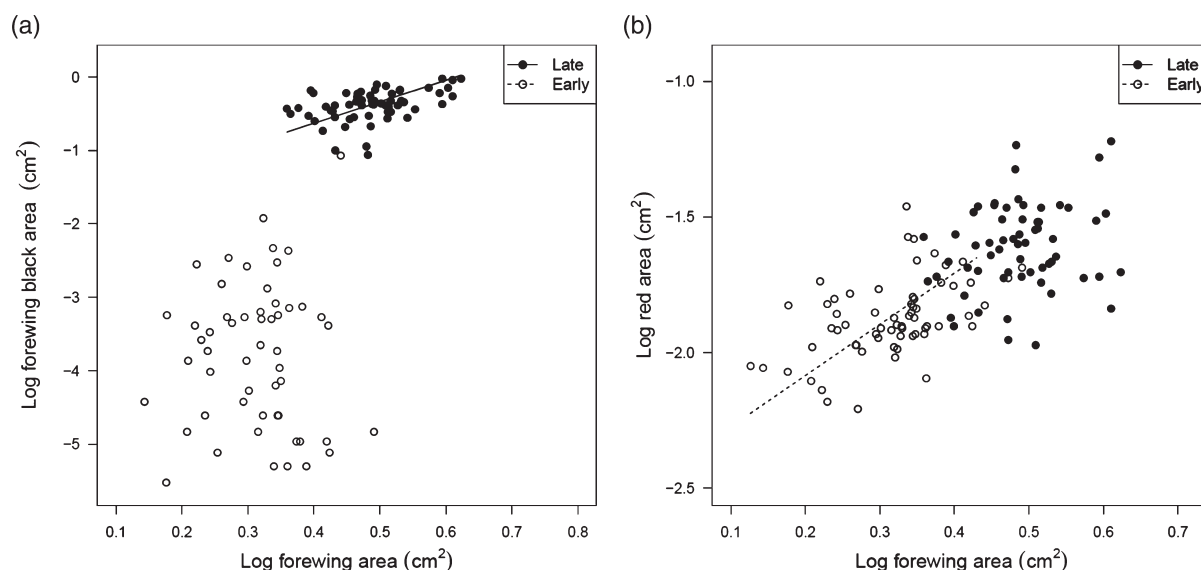 (a)
Late
Early
0
−1
−2
−3
−4
−5
Log forewing black area (cm²)
0.1 0.2 0.3 0.4 0.5 0.6 0.7 0.8
Log forewing area (cm²)
(b)
Late
Early
−1.0
−1.5
−2.0
−2.5
Log red area (cm²)
0.1 0.2 0.3 0.4 0.5 0.6 0.7
Log forewing area (cm²)